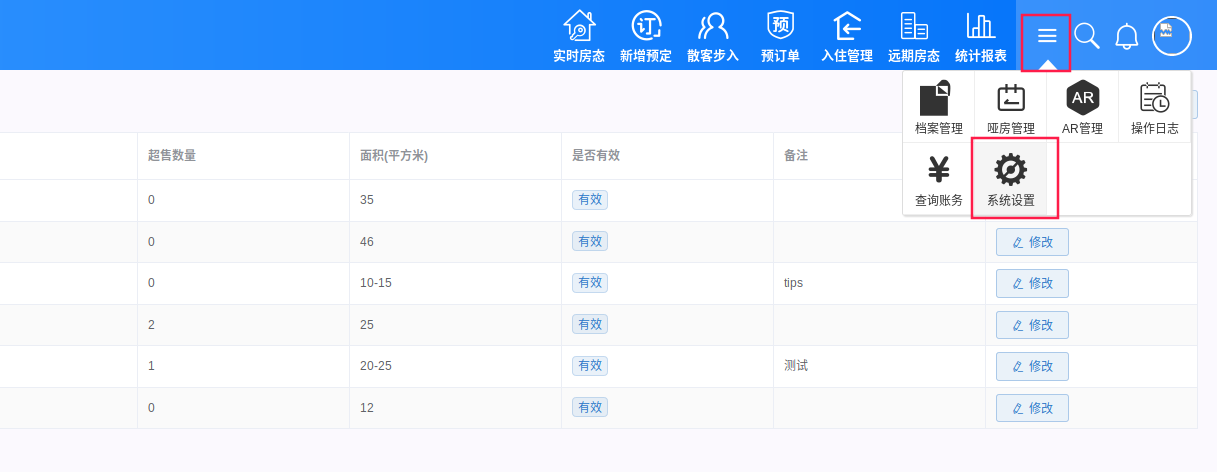 订
预
实时房态 新增预定 散客步入 预订单 入住管理 远期房态 统计报表
AR
档案管理 哑房管理 AR管理 操作日志
¥
查询账务 系统设置
超售数量 面积(平方米) 是否有效 备注
0 35 有效
0 46 有效 修改
0 10-15 有效 tips 修改
2 25 有效 修改
1 20-25 有效 测试 修改
0 12 有效 修改